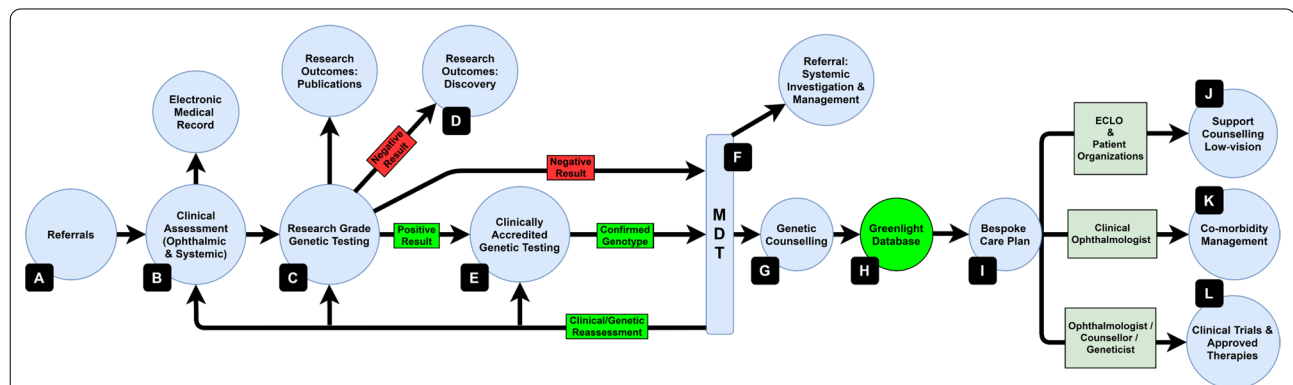 Referrals
A
Electronic
Medical
Record
Clinical
Assessment
(Ophthalmic
& Systemic)
B
Research
Outcomes:
Publications
Research Grade
Genetic Testing
C
Negative
Result
Research
Outcomes:
Discovery
D
Negative
Result
Positive
Result
Clinically
Accredited
Genetic Testing
E
Confirmed
Genotype
Clinical/Genetic
Reassessment
M
D
T
F
Referral:
Systemic
Investigation &
Management
Genetic
Counselling
G
Greenlight
Database
H
Bespoke
Care Plan
I
ECLO
&
Patient
Organizations
J
Support
Counselling
Low-vision
Clinical
Ophthalmologist
K
Co-morbidity
Management
Ophthalmologist /
Counsellor /
Geneticist
L
Clinical Trials &
Approved
Therapies